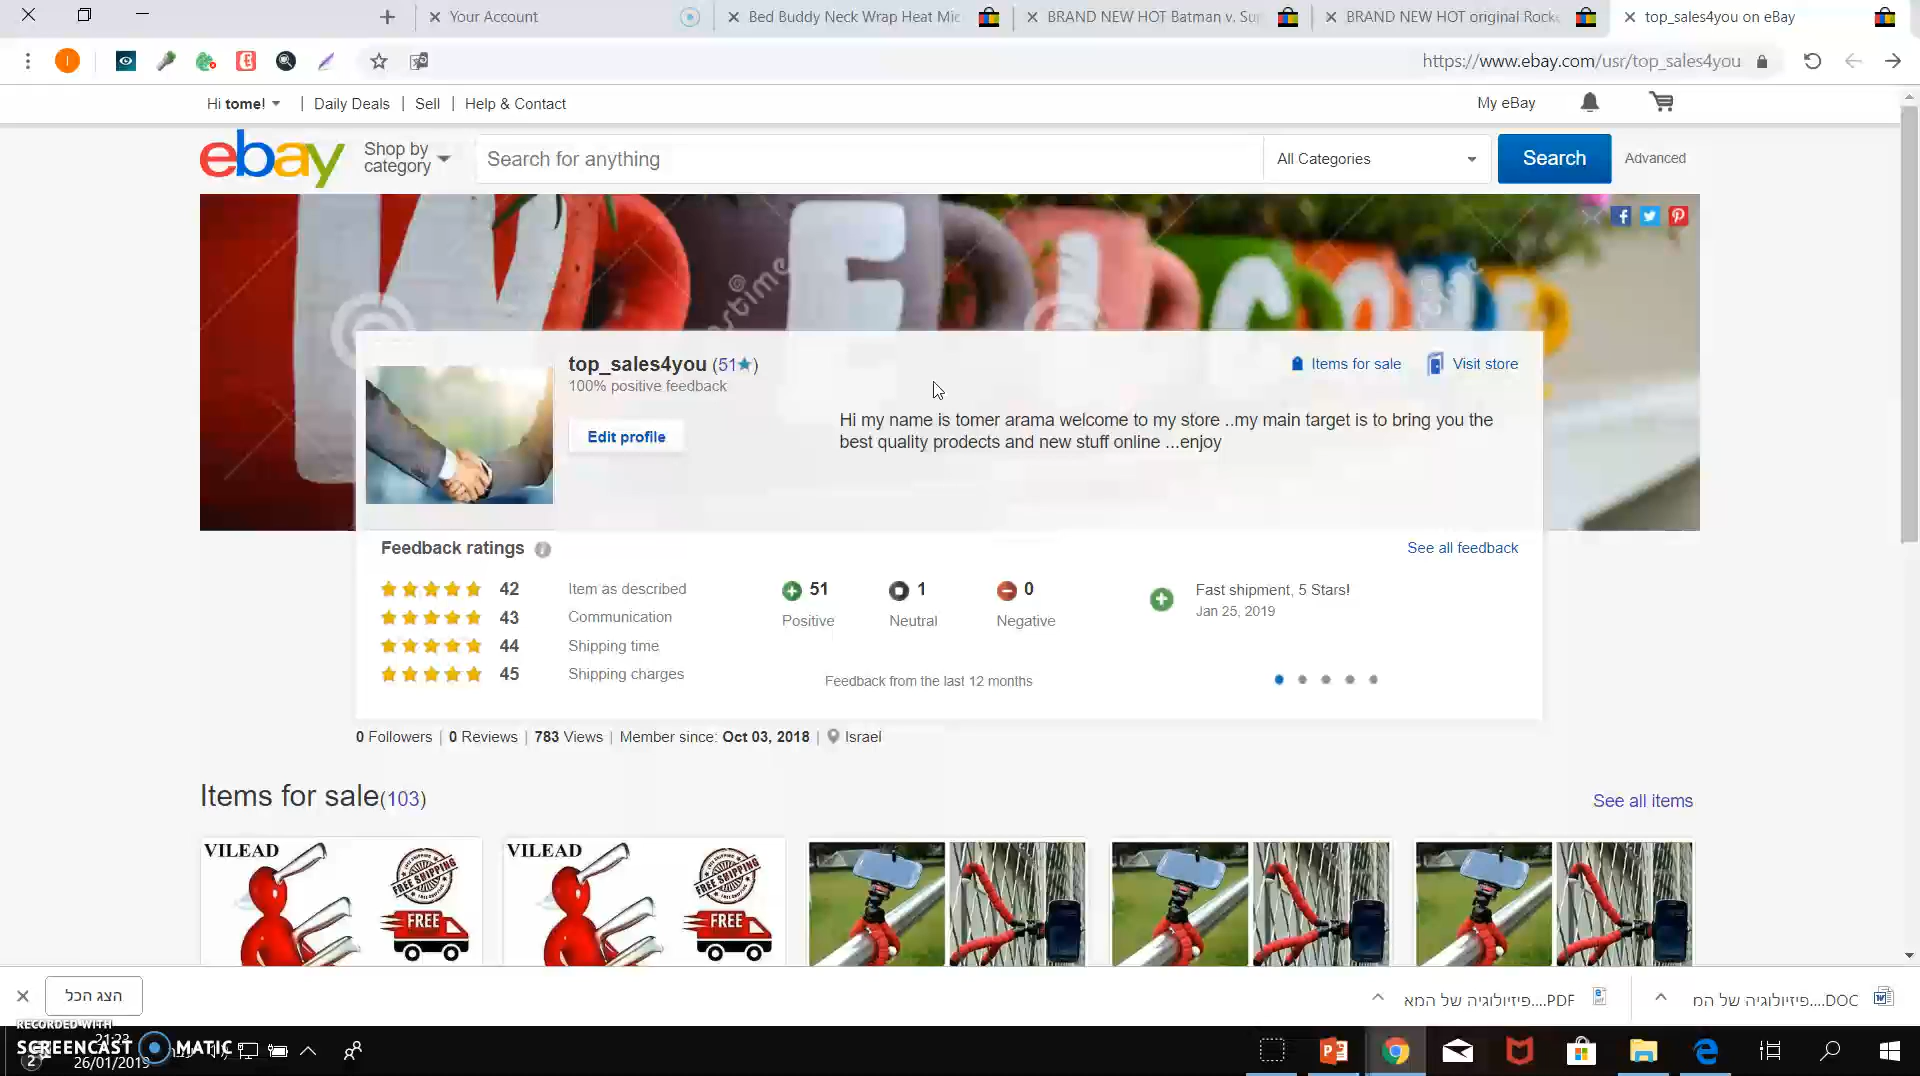 Your Account
Bed Buddy Neck Wrap Heat Mic
BRAND NEW HOT Batman v. Sup
BRAND NEW HOT original Rocke
top_sales4you on eBay
https://www.ebay.com/usr/top_sales4you
Hi tome! | Daily Deals | Sell | Help & Contact
My eBay
ebay
Shop by
category
Search for anything
All Categories
Search
Advanced
WELCOME
top_sales4you (51★)
100% positive feedback
Items for sale
Visit store
Edit profile
Hi my name is tomer arama welcome to my store ..my main target is to bring you the
best quality prodects and new stuff online ...enjoy
Feedback ratings
See all feedback
42 Item as described
43 Communication
44 Shipping time
45 Shipping charges
51 1 0
Positive Neutral Negative
Feedback from the last 12 months
Fast shipment, 5 Stars!
Jan 25, 2019
0 Followers | 0 Reviews | 783 Views | Member since: Oct 03, 2018 | Israel
Items for sale(103)
See all items
VILEAD
FREE SHIPPING
FREE
VILEAD
FREE SHIPPING
FREE
הצג הכל
פיזיולוגיה של המא....PDF
פיזיולוגיה של המ....DOC
RECORDED WITH
SCREENCAST MATIC
26/01/2019
2